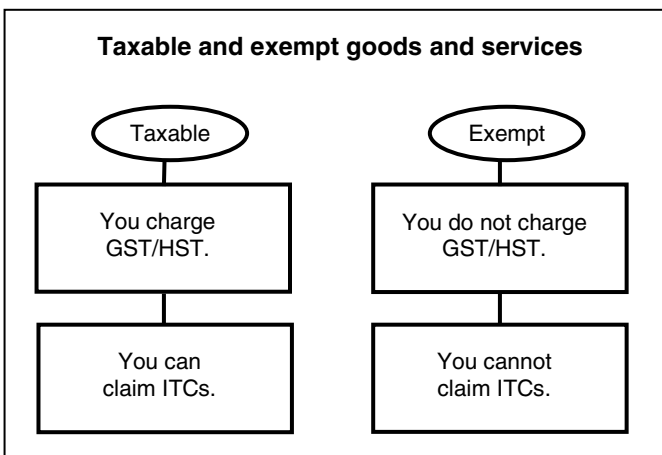 Taxable and exempt goods and services
Taxable
You charge
GST/HST.
You can
claim ITCs.
Exempt
You do not charge
GST/HST.
You cannot
claim ITCs.